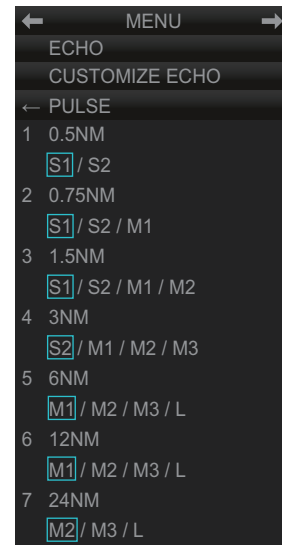 ← MENU →
ECHO
CUSTOMIZE ECHO
← PULSE
1 0.5NM
S1 / S2
2 0.75NM
S1 / S2 / M1
3 1.5NM
S1 / S2 / M1 / M2
4 3NM
S2 / M1 / M2 / M3
5 6NM
M1 / M2 / M3 / L
6 12NM
M1 / M2 / M3 / L
7 24NM
M2 / M3 / L